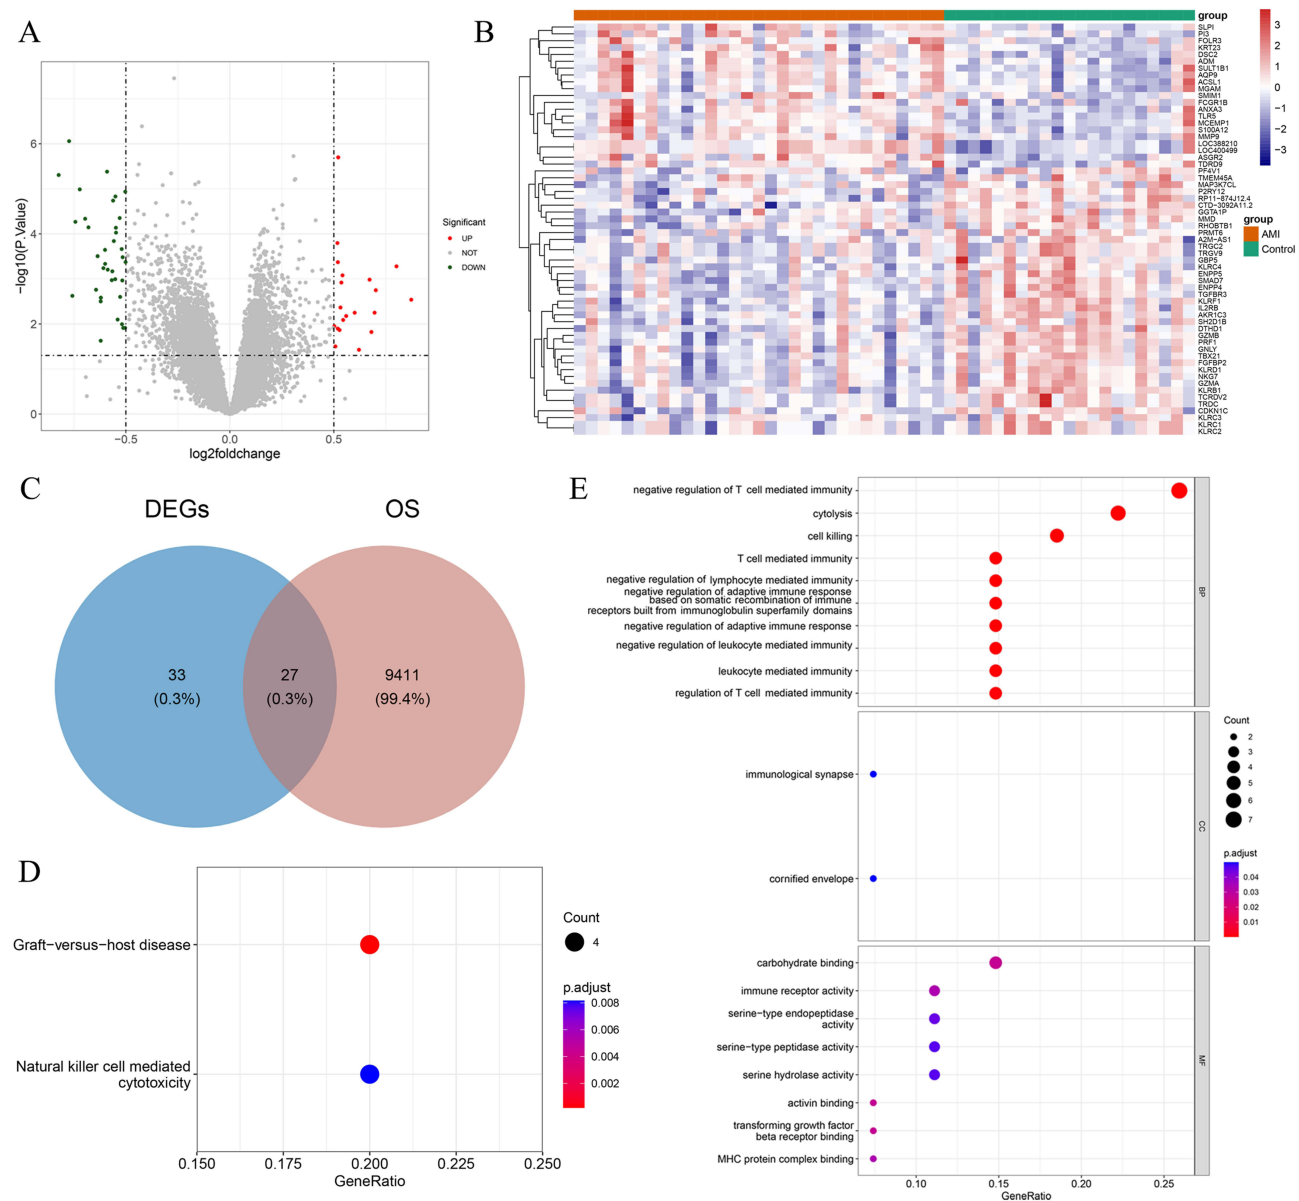 A
−log10(P.Value)
6
4
2
0
−0.5
0.0
0.5
log2foldchange
Significant
UP
NOT
DOWN
B
group
SLPI
PI3
FOLR3
KRT23
DSC2
ADM
SULT1B1
AQP9
ACSL1
MGAM
SMIM1
FCGR1B
ANXA3
TLR5
MCEMP1
S100A12
MMP9
LOC388210
LOC400499
ASGR2
TDRD9
PF4V1
TMEM45A
MAP3K7CL
P2RY12
RP11−874J12.4
CTD−3092A11.2
GGTA1P
MMD
RHOBTB1
PRMT6
A2M−AS1
TRGC2
TRGV9
GBP5
KLRC4
ENPP5
SMAD7
ENPP4
TGFBR3
KLRF1
IL2RB
AKR1C3
SH2D1B
DTHD1
GZMB
PRF1
GNLY
TBX21
FGFBP2
KLRD1
NKG7
GZMA
KLRB1
TCRDV2
TRDC
CDKN1C
KLRC3
KLRC1
KLRC2
3
2
1
0
−1
−2
−3
group
AMI
Control
C
DEGs
OS
33
(0.3%)
27
(0.3%)
9411
(99.4%)
D
Graft−versus−host disease
Natural killer cell mediated
cytotoxicity
0.150
0.175
0.200
0.225
0.250
GeneRatio
Count
4
p.adjust
0.008
0.006
0.004
0.002
E
negative regulation of T cell mediated immunity
cytolysis
cell killing
T cell mediated immunity
negative regulation of lymphocyte mediated immunity
negative regulation of adaptive immune response
based on somatic recombination of immune
receptors built from immunoglobulin superfamily domains
negative regulation of adaptive immune response
negative regulation of leukocyte mediated immunity
leukocyte mediated immunity
regulation of T cell mediated immunity
BP
immunological synapse
cornified envelope
CC
carbohydrate binding
immune receptor activity
serine−type endopeptidase
activity
serine−type peptidase activity
serine hydrolase activity
activin binding
transforming growth factor
beta receptor binding
MHC protein complex binding
MF
0.10
0.15
0.20
0.25
GeneRatio
Count
2
3
4
5
6
7
p.adjust
0.04
0.03
0.02
0.01